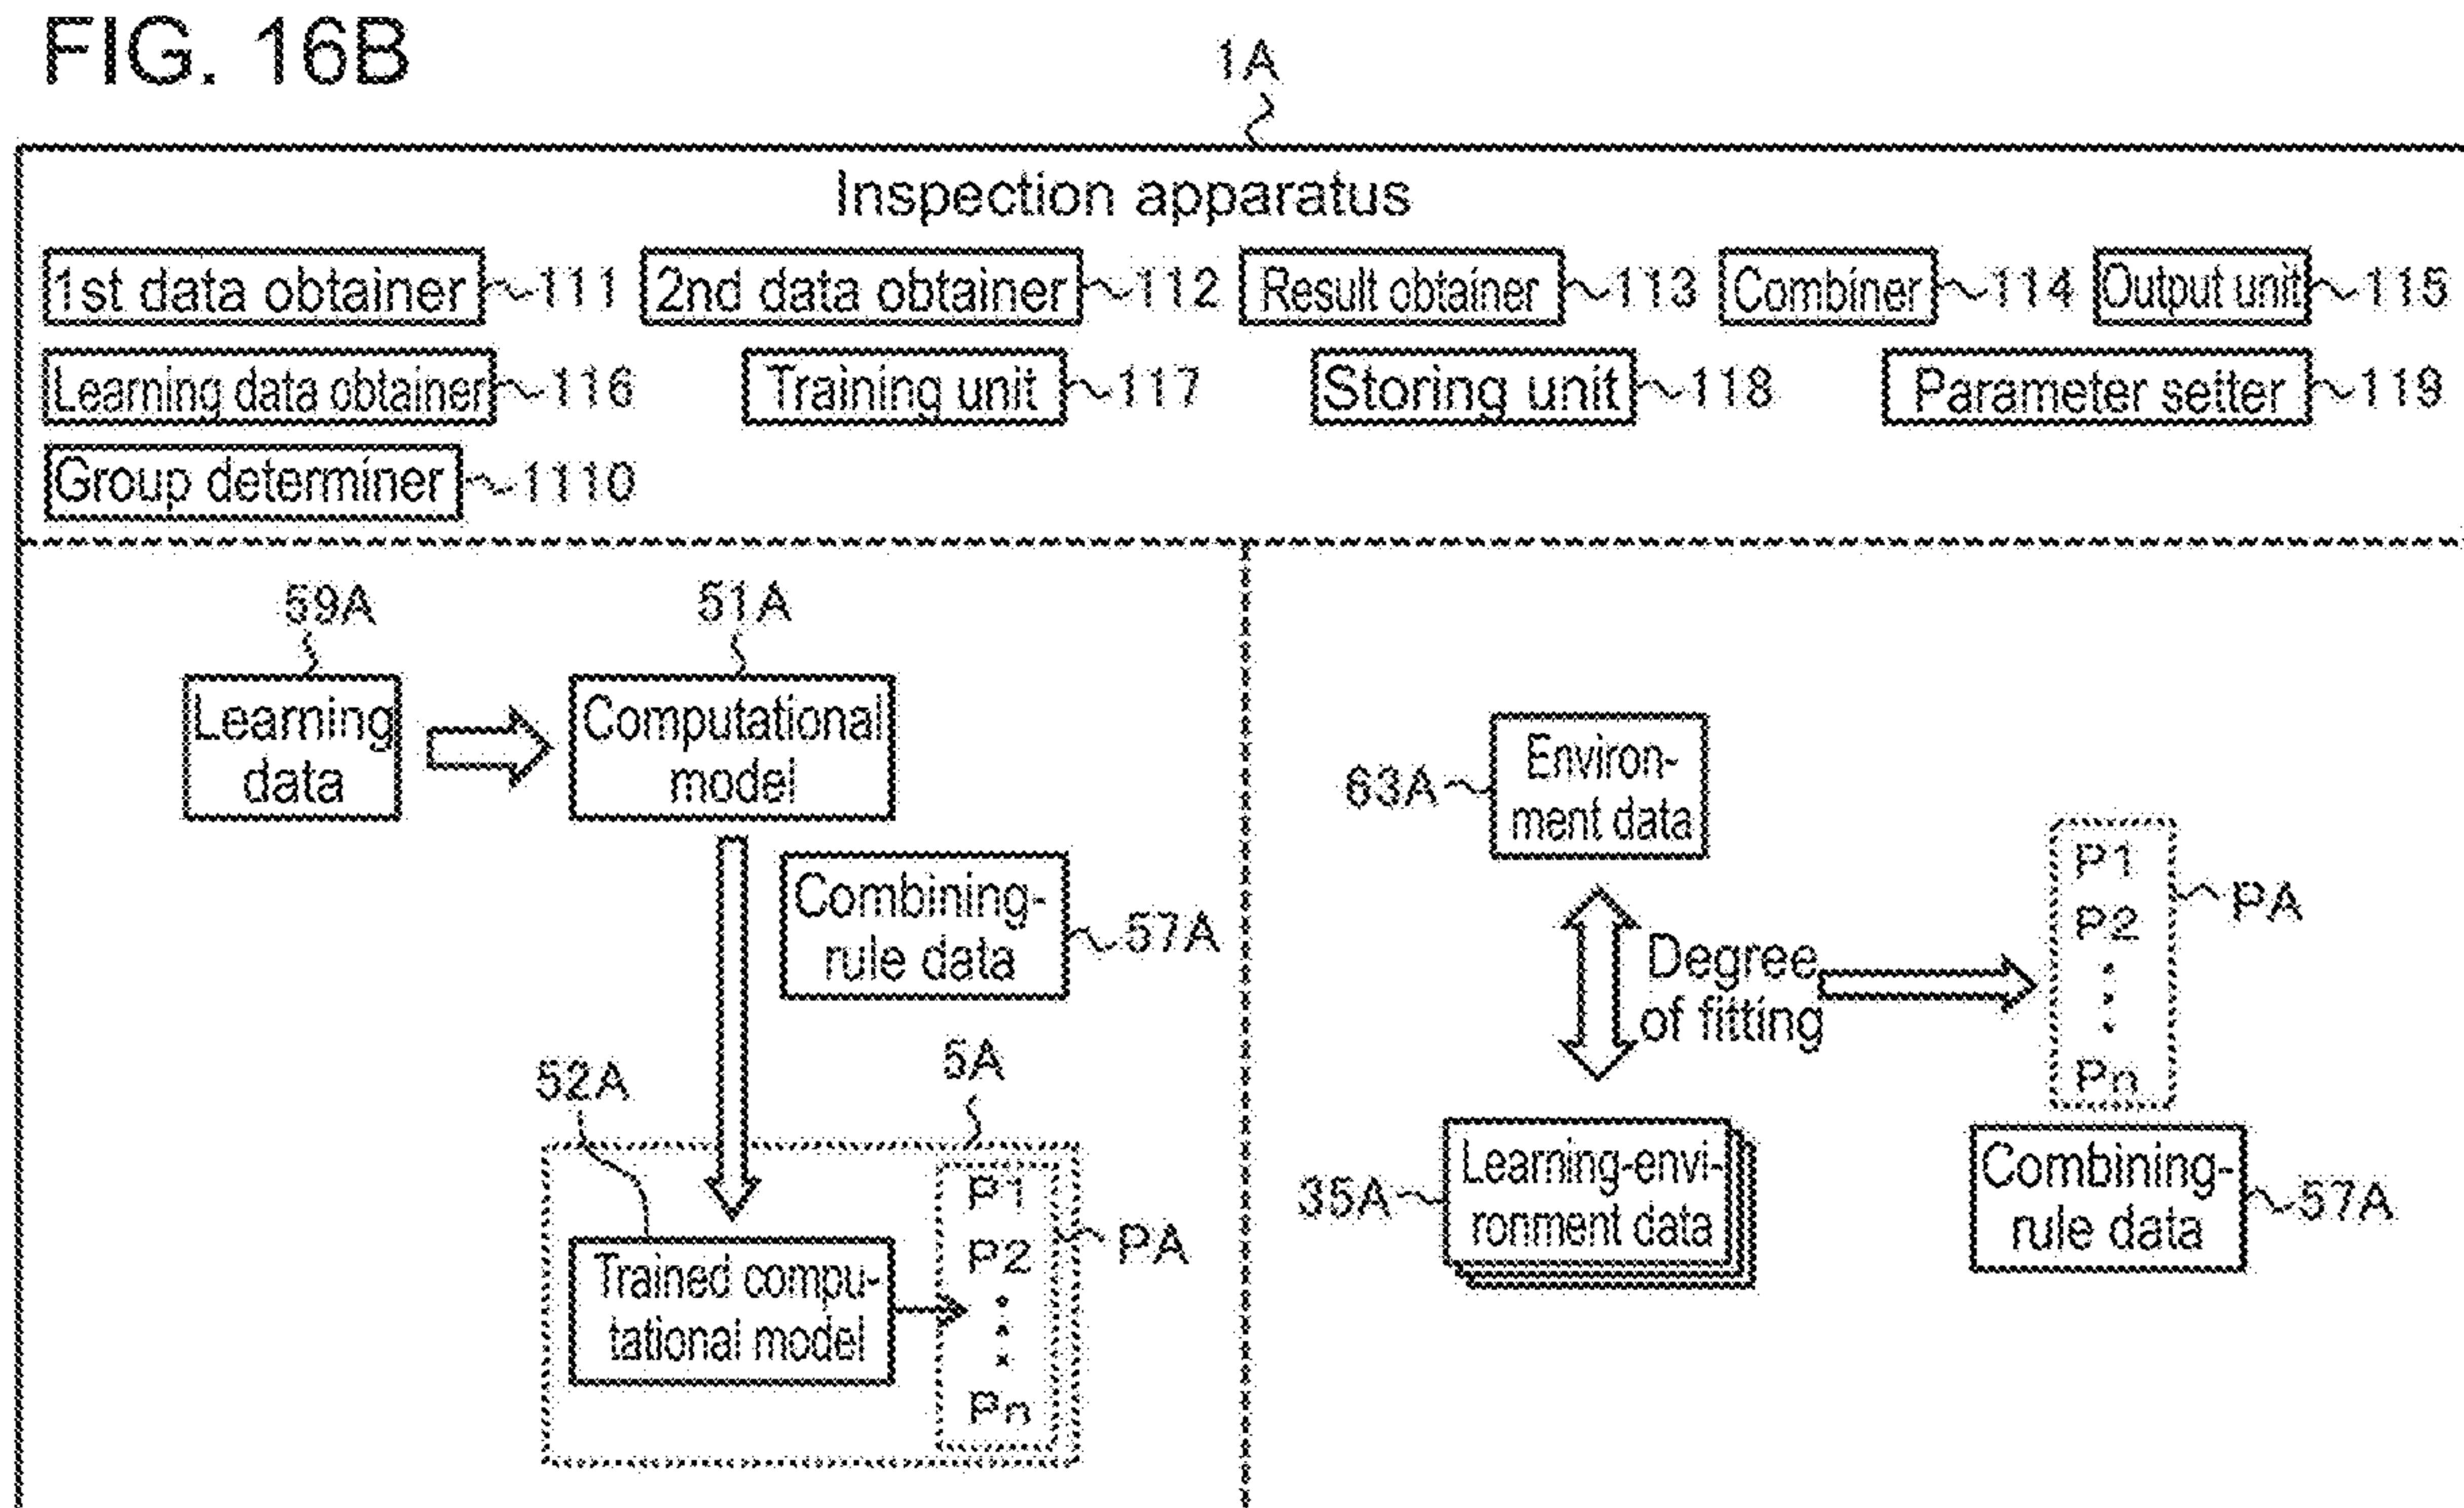 FIG. 16B
1A
Inspection apparatus
1st data obtainer 111 2nd data obtainer 112 Result obtainer 113 Combiner 114 Output unit 115
Learning data obtainer 116 Training unit 117 Storing unit 118 Parameter setter 119
Group determiner 1110
59A
51A
Learning
data
Computational
model
Combining-
rule data
57A
52A
5A
Trained compu-
tational model
P1
P2
Pn
PA
63A
Environ-
ment data
Degree
of fitting
35A
Learning-envi-
ronment data
P1
P2
Pn
PA
Combining-
rule data
57A